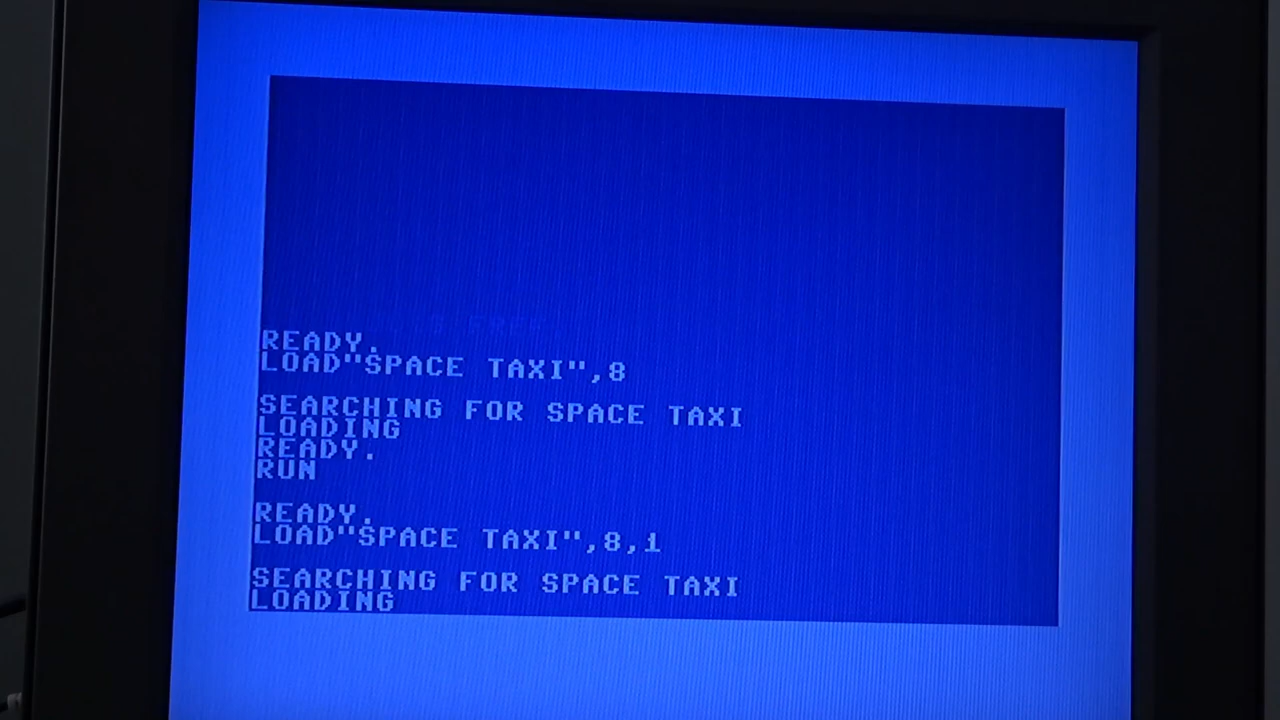 READY.
LOAD"SPACE TAXI",8
SEARCHING FOR SPACE TAXI
LOADING
READY.
RUN
READY.
LOAD"SPACE TAXI",8,1
SEARCHING FOR SPACE TAXI
LOADING